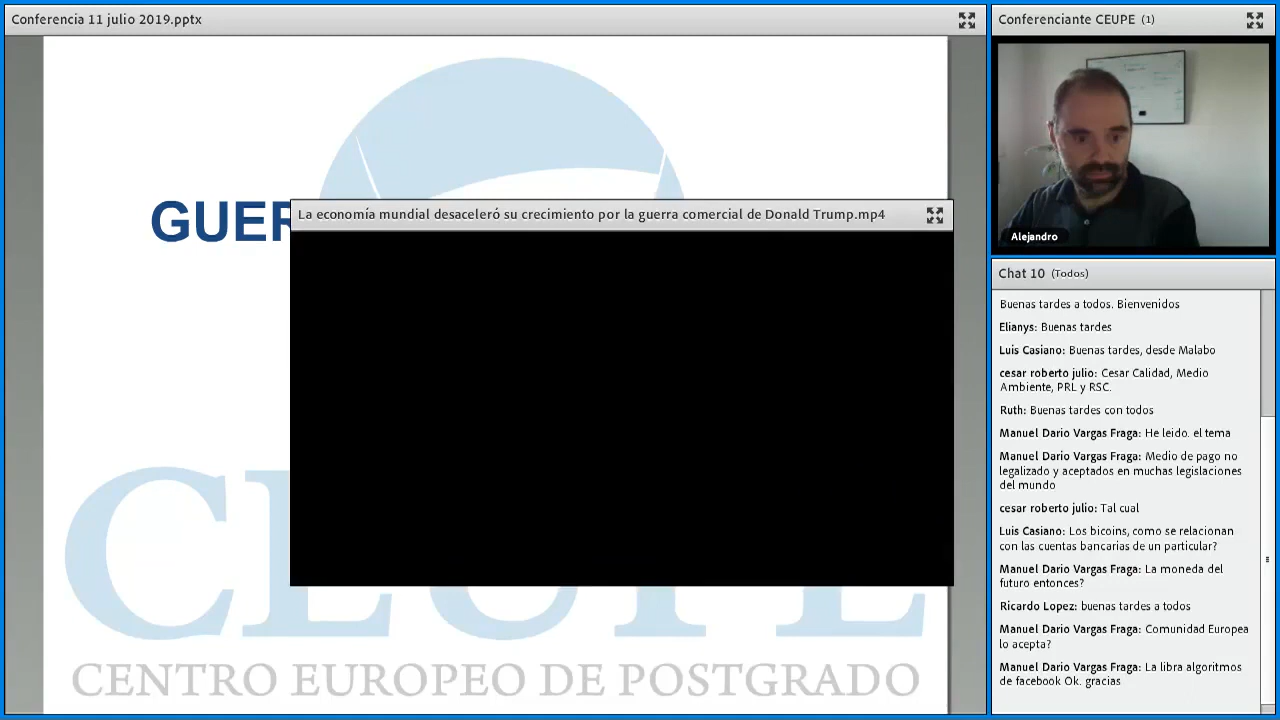 Conferencia 11 julio 2019.pptx
GUER
La economía mundial desaceleró su crecimiento por la guerra comercial de Donald Trump.mp4
CEUPE
CENTRO EUROPEO DE POSTGRADO
Conferenciante CEUPE (1)
Alejandro
Chat 10 (Todos)
Buenas tardes a todos. Bienvenidos
Elianys: Buenas tardes
Luis Casiano: Buenas tardes, desde Malabo
cesar roberto julio: Cesar Calidad, Medio
Ambiente, PRL y RSC.
Ruth: Buenas tardes con todos
Manuel Dario Vargas Fraga: He leido. el tema
Manuel Dario Vargas Fraga: Medio de pago no
legalizado y aceptados en muchas legislaciones
del mundo
cesar roberto julio: Tal cual
Luis Casiano: Los bicoins, como se relacionan
con las cuentas bancarias de un particular?
Manuel Dario Vargas Fraga: La moneda del
futuro entonces?
Ricardo Lopez: buenas tardes a todos
Manuel Dario Vargas Fraga: Comunidad Europea
lo acepta?
Manuel Dario Vargas Fraga: La libra algoritmos
de facebook Ok. gracias